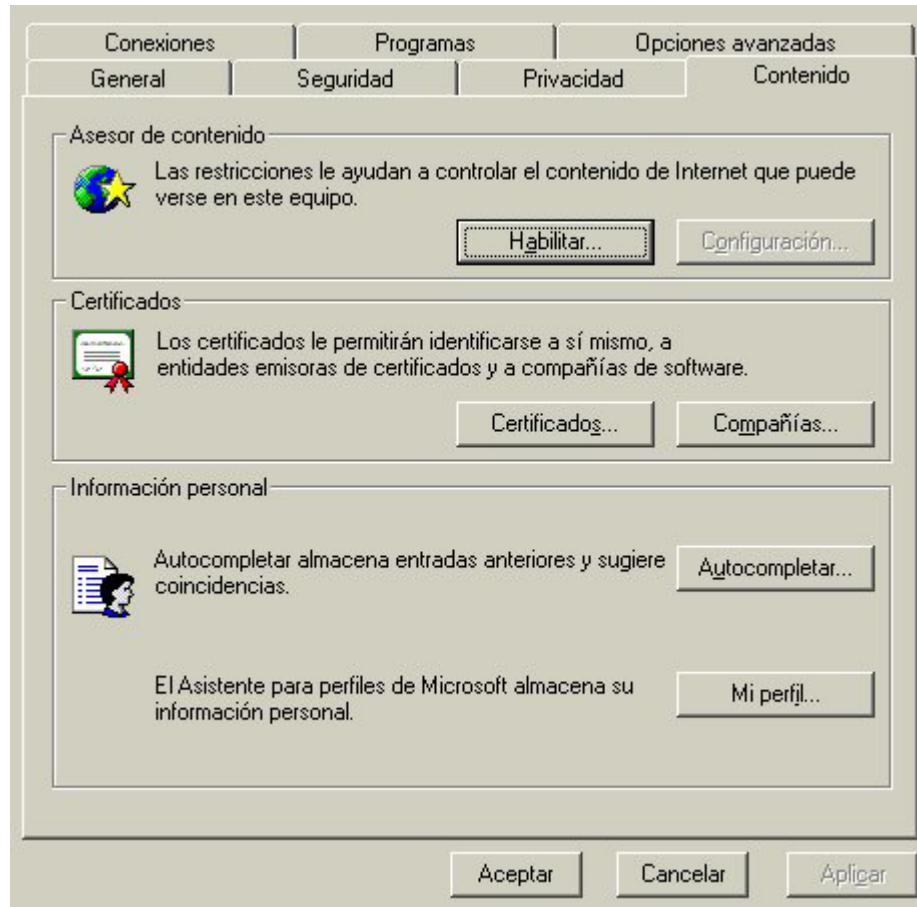 Conexiones Programas Opciones avanzadas
General Seguridad Privacidad Contenido
Asesor de contenido
Las restricciones le ayudan a controlar el contenido de Internet que puede
verse en este equipo.
Habilitar... Configuración...
Certificados
Los certificados le permitirán identificarse a sí mismo, a
entidades emisoras de certificados y a compañías de software.
Certificados... Compañías...
Información personal
Autocompletar almacena entradas anteriores y sugiere
coincidencias.
Autocompletar...
El Asistente para perfiles de Microsoft almacena su
información personal.
Mi perfil...
Aceptar Cancelar Aplicar